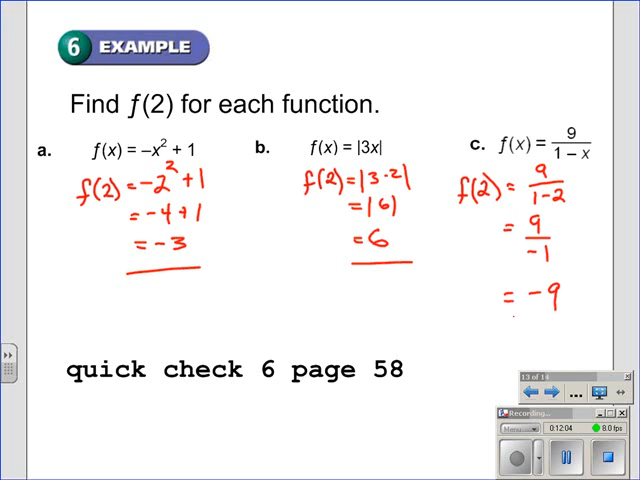 6 EXAMPLE
Find ƒ(2) for each function.
a. ƒ(x) = –x² + 1
f(2) = -2² + 1
= -4 + 1
= -3
b. ƒ(x) = |3x|
f(2) = |3·2|
= |6|
= 6
c. ƒ(x) = 9/(1 – x)
f(2) = 9/(1-2)
= 9/-1
= -9
quick check 6 page 58
13 of 14
...
Recording...
Menu...
0:12:04
8.0 fps